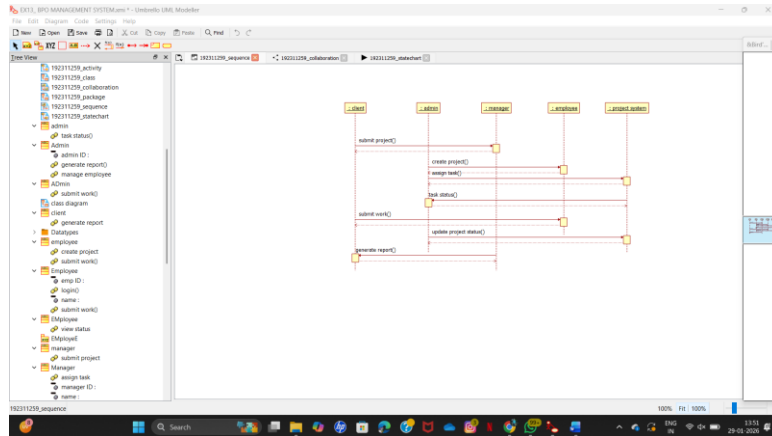 EX13_ BPO MANAGEMENT SYSTEM.xmi * - Umbrello UML Modeller
File Edit Diagram Code Settings Help
New Open Save Cut Copy Paste Find
XYZ
Tree View
192311259_sequence 192311259_collaboration 192311259_statechart
192311259_activity
192311259_class
192311259_collaboration
192311259_package
192311259_sequence
192311259_statechart
admin
task status()
Admin
admin ID :
generate report()
manage employee
ADmin
submit work()
class diagram
client
generate report
Datatypes
employee
create project
submit work()
Employee
emp ID :
login()
name :
submit work()
EMployee
view status
EMployeE
manager
submit project
Manager
assign task
manager ID :
name :
: client : admin : manager : employee : project system
submit project()
create project()
assign task()
task status()
submit work()
update project status()
generate report()
192311259_sequence
100% Fit 100%
Search
99+
ENG
IN
13:51
29-01-2026